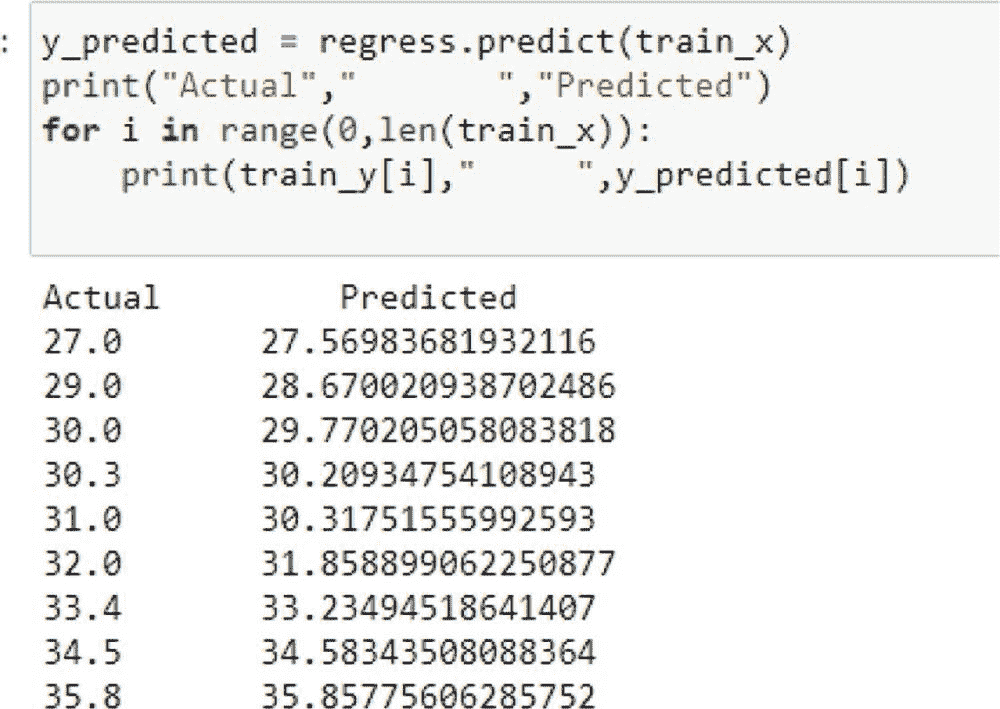 : y_predicted = regress.predict(train_x)
print("Actual","       ","Predicted")
for i in range(0,len(train_x)):
    print(train_y[i],"     ",y_predicted[i])
Actual         Predicted
27.0       27.56983681932116
29.0       28.670020938702486
30.0       29.770205058083818
30.3       30.20934754108943
31.0       30.31751555992593
32.0       31.858899062250877
33.4       33.23494518641407
34.5       34.58343508088364
35.8       35.85775606285752